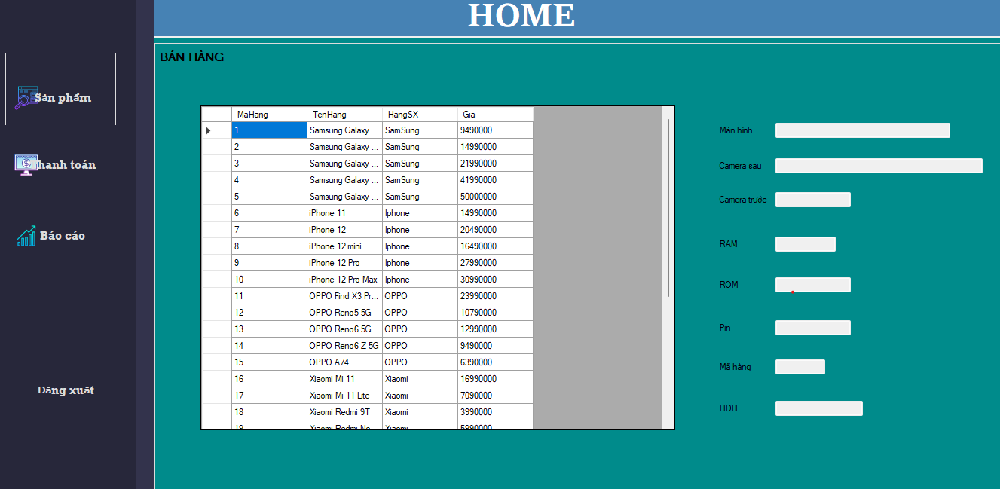 HOME
BÁN HÀNG
Sản phẩm
Thanh toán
Báo cáo
Đăng xuất
MaHang TenHang HangSX Gia
1 Samsung Galaxy ... SamSung 9490000
2 Samsung Galaxy ... SamSung 14990000
3 Samsung Galaxy ... SamSung 21990000
4 Samsung Galaxy ... SamSung 41990000
5 Samsung Galaxy ... SamSung 50000000
6 iPhone 11 Iphone 14990000
7 iPhone 12 Iphone 20490000
8 iPhone 12 mini Iphone 16490000
9 iPhone 12 Pro Iphone 27990000
10 iPhone 12 Pro Max Iphone 30990000
11 OPPO Find X3 Pr... OPPO 23990000
12 OPPO Reno5 5G OPPO 10790000
13 OPPO Reno6 5G OPPO 12990000
14 OPPO Reno6 Z 5G OPPO 9490000
15 OPPO A74 OPPO 6390000
16 Xiaomi Mi 11 Xiaomi 16990000
17 Xiaomi Mi 11 Lite Xiaomi 7090000
18 Xiaomi Redmi 9T Xiaomi 3990000
19 Xiaomi Redmi No... Xiaomi 5990000
Màn hình
Camera sau
Camera trước
RAM
ROM
Pin
Mã hàng
HĐH